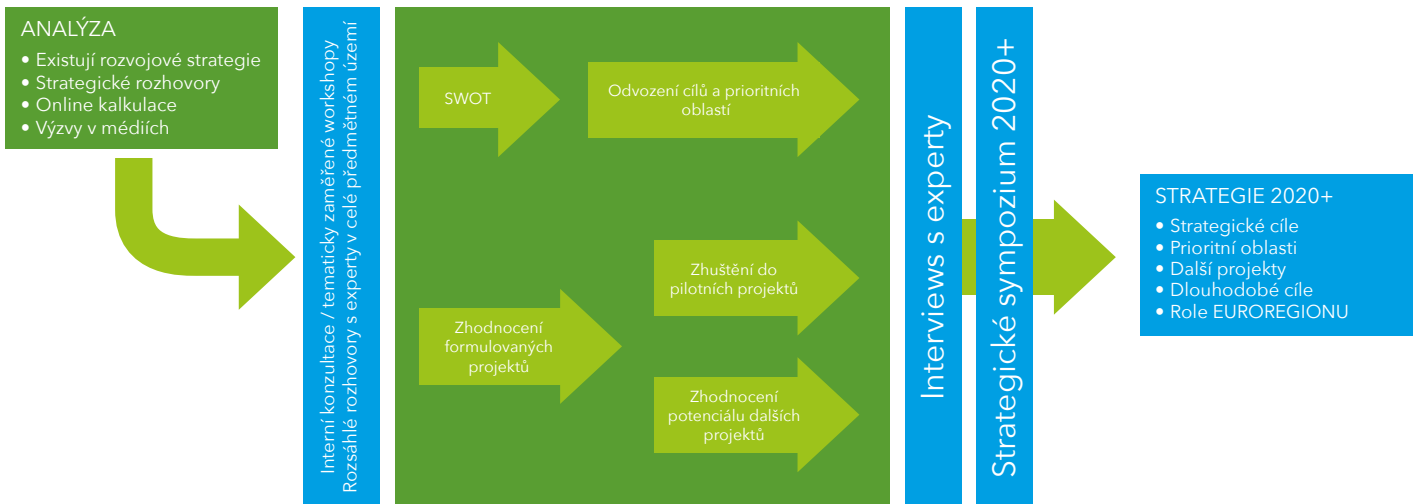 ANALÝZA
• Existují rozvojové strategie
• Strategické rozhovory
• Online kalkulace
• Výzvy v médiích
Interní konzultace / tematicky zaměřené workshopy
Rozsáhlé rozhovory s experty v celé předmětném území
SWOT
Odvození cílů a prioritních
oblastí
Zhodnocení
formulovaných
projektů
Zhuštění do
pilotních projektů
Zhodnocení
potenciálu dalších
projektů
Interviews s experty
Strategické sympozium 2020+
STRATEGIE 2020+
• Strategické cíle
• Prioritní oblasti
• Další projekty
• Dlouhodobé cíle
• Role EUROREGIONU